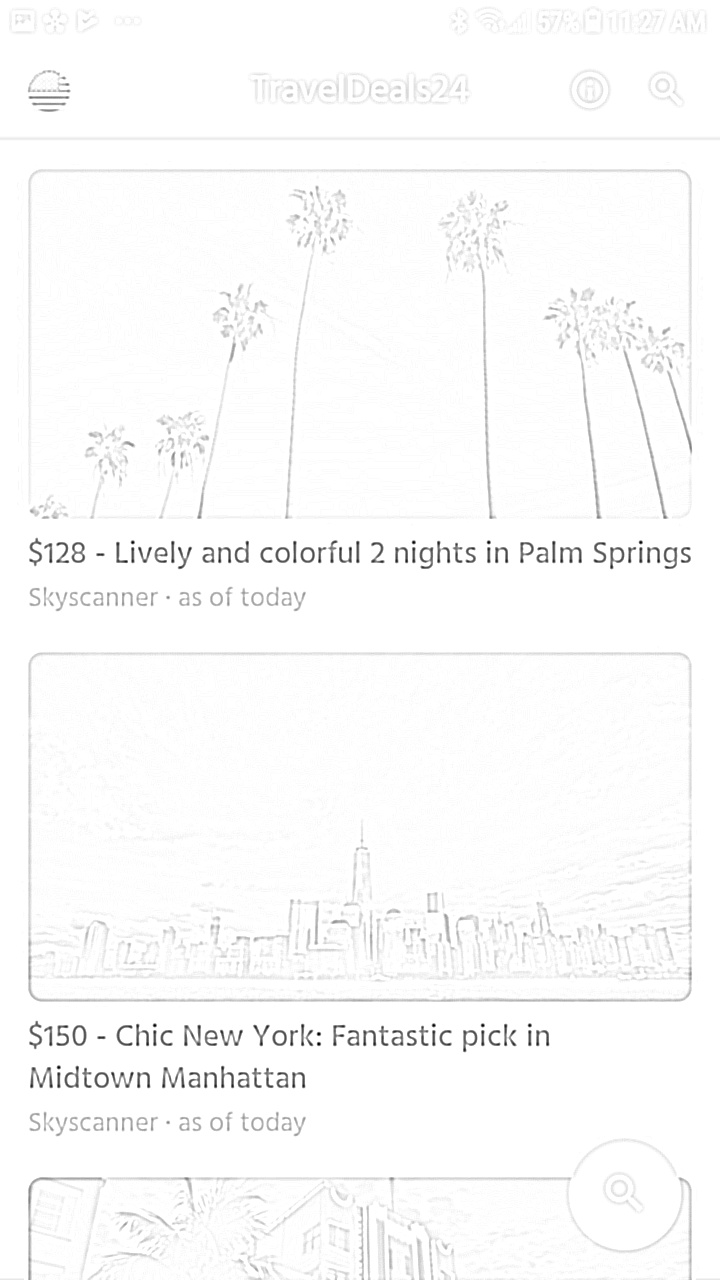 57% 11:27 AM
TravelDeals24
$128 - Lively and colorful 2 nights in Palm Springs
Skyscanner · as of today
$150 - Chic New York: Fantastic pick in
Midtown Manhattan
Skyscanner · as of today